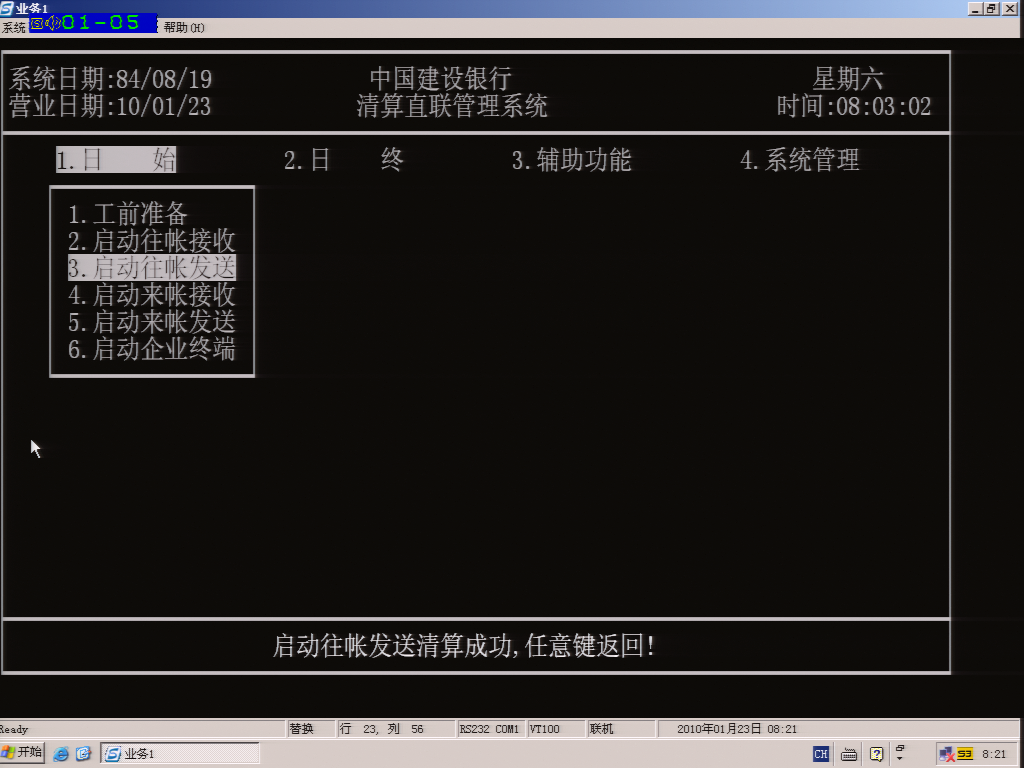 业务1
系统 01-05 帮助(H)
系统日期:84/08/19 中国建设银行 星期六
营业日期:10/01/23 清算直联管理系统 时间:08:03:02
1.日 始 2.日 终 3.辅助功能 4.系统管理
1.工前准备
2.启动往帐接收
3.启动往帐发送
4.启动来帐接收
5.启动来帐发送
6.启动企业终端
启动往帐发送清算成功,任意键返回!
Ready 替换 行 23, 列 56 RS232 COM1 VT100 联机 2010年01月23日 08:21
开始 业务1 CH S3 8:21